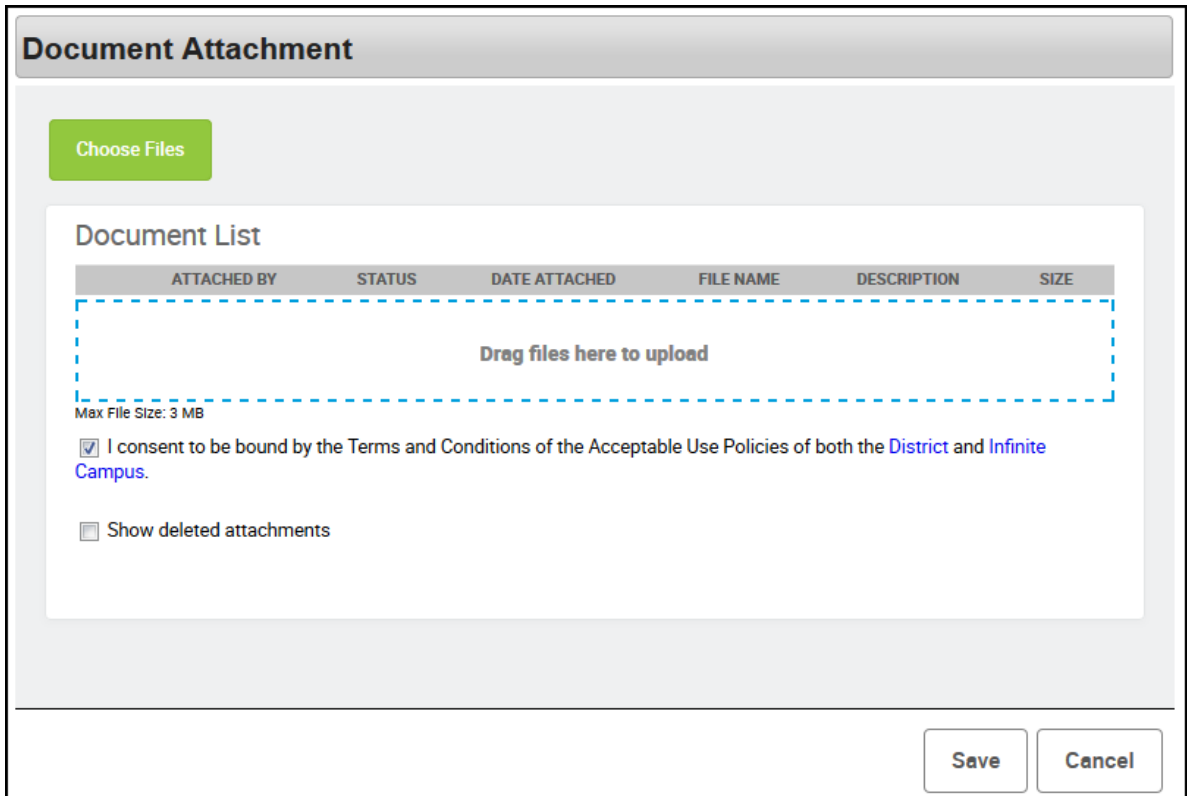 Document Attachment
Choose Files
Document List
ATTACHED BY STATUS DATE ATTACHED FILE NAME DESCRIPTION SIZE
Drag files here to upload
Max File Size: 3 MB
I consent to be bound by the Terms and Conditions of the Acceptable Use Policies of both the District and Infinite
Campus.
Show deleted attachments
Save Cancel